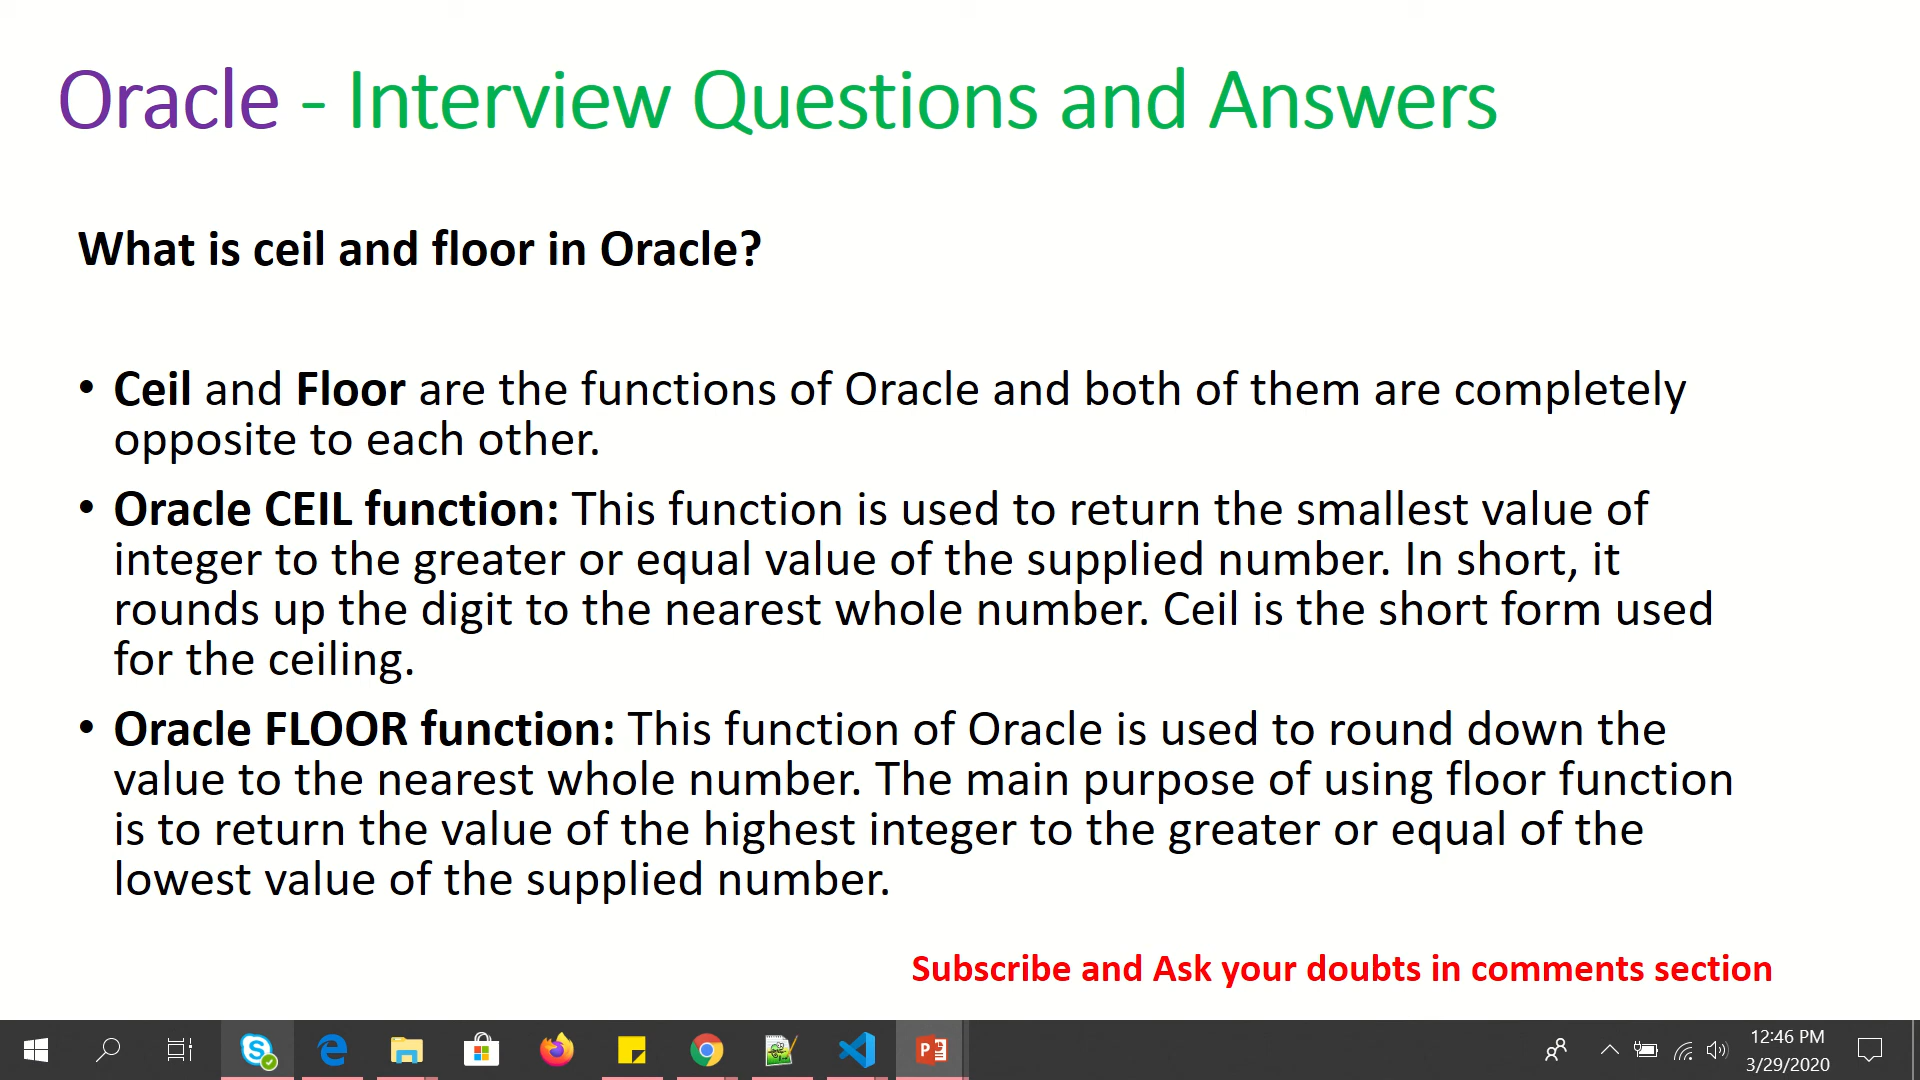 Oracle - Interview Questions and Answers
What is ceil and floor in Oracle?
• Ceil and Floor are the functions of Oracle and both of them are completely
opposite to each other.
• Oracle CEIL function: This function is used to return the smallest value of
integer to the greater or equal value of the supplied number. In short, it
rounds up the digit to the nearest whole number. Ceil is the short form used
for the ceiling.
• Oracle FLOOR function: This function of Oracle is used to round down the
value to the nearest whole number. The main purpose of using floor function
is to return the value of the highest integer to the greater or equal of the
lowest value of the supplied number.
Subscribe and Ask your doubts in comments section
12:46 PM
3/29/2020